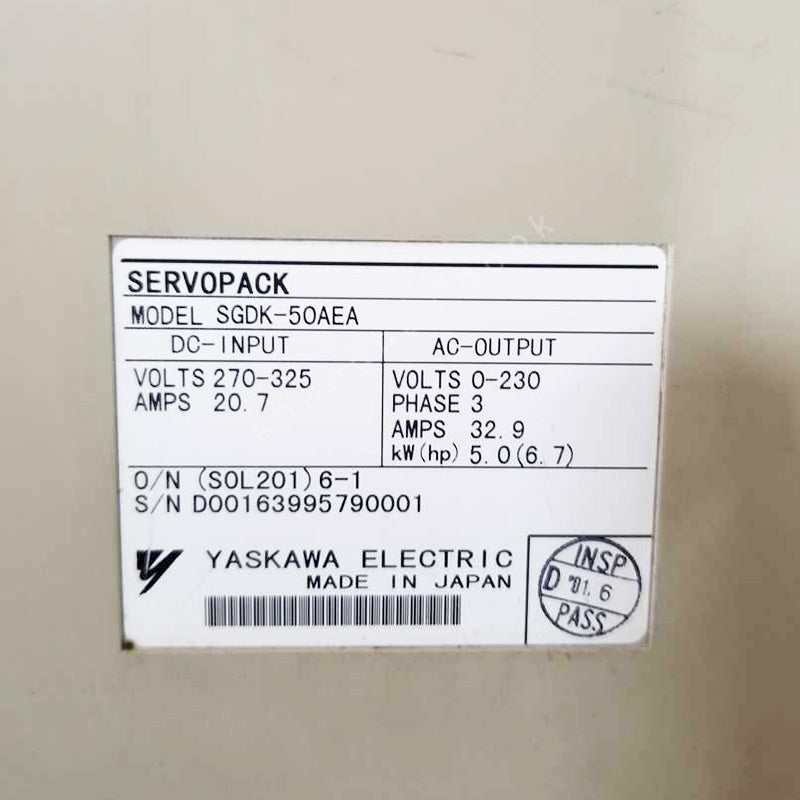 SERVOPACK
MODEL SGDK-50AEA
DC-INPUT
VOLTS 270-325
AMPS 20.7
AC-OUTPUT
VOLTS 0-230
PHASE 3
AMPS 32.9
kW(hp) 5.0(6.7)
O/N (SOL201)6-1
S/N D00163995790001
YASKAWA ELECTRIC
MADE IN JAPAN
INSP
D '01.6
PASS